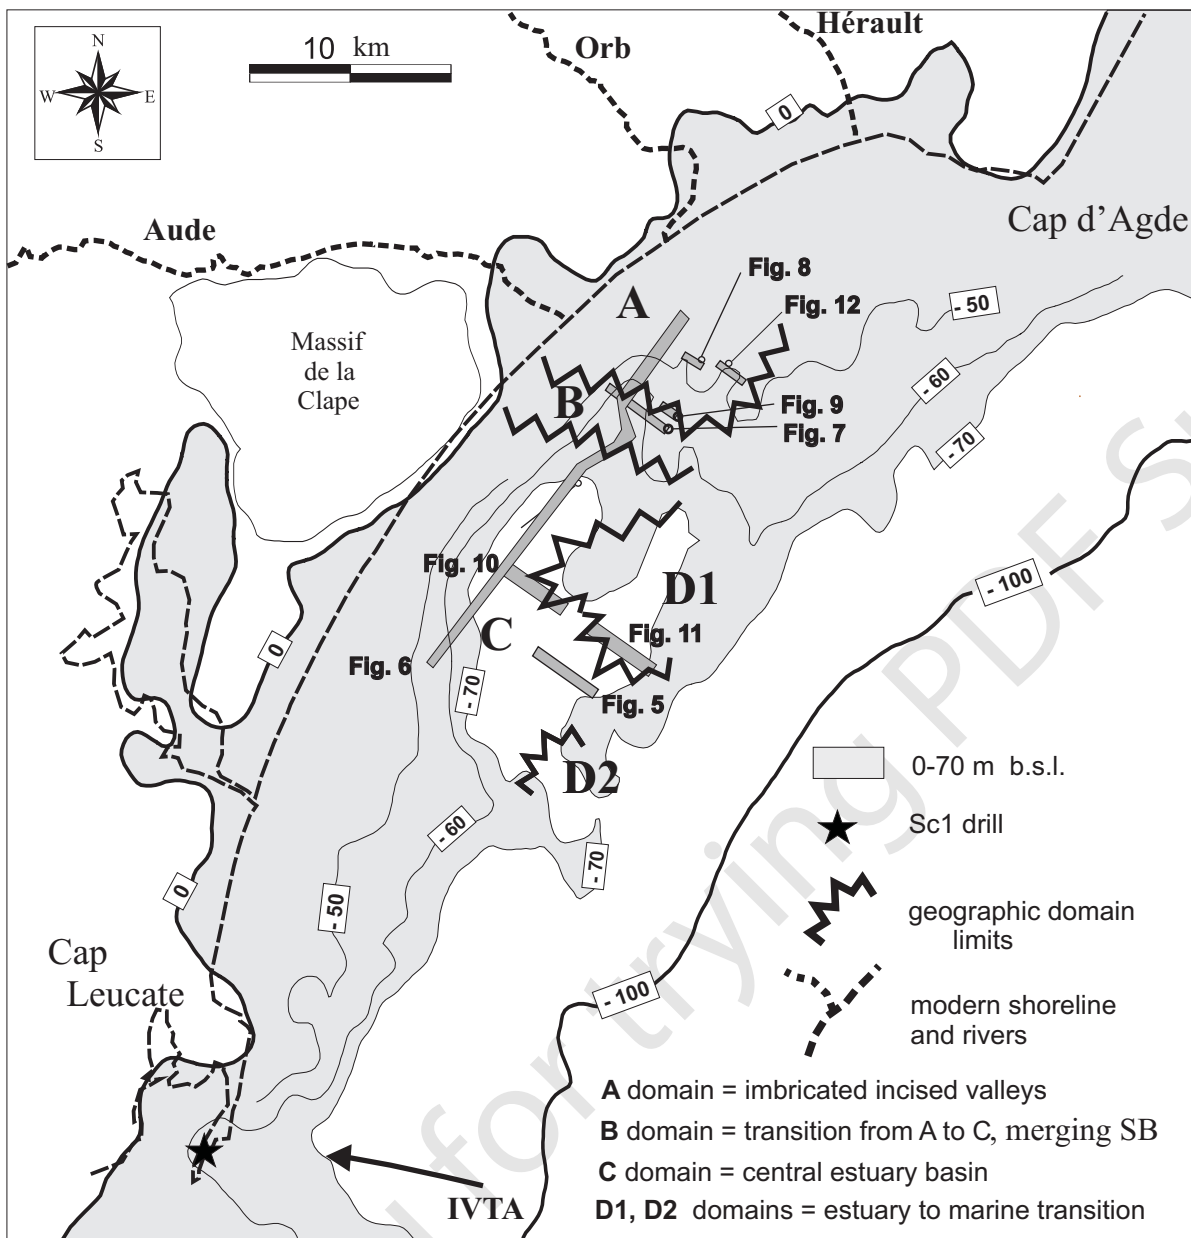 N
W E
S
10 km
Orb
Hérault
0
Aude
Cap d'Agde
Massif
de la
Clape
A
Fig. 8
Fig. 12
- 50
- 60
- 70
B
Fig. 9
Fig. 7
Fig. 10
D1
- 100
C
Fig. 11
0
Fig. 6
- 70
Fig. 5
D2
0-70 m b.s.l.
Sc1 drill
- 60
- 70
0
- 50
geographic domain
limits
Cap
Leucate
- 100
modern shoreline
and rivers
A domain = imbricated incised valleys
B domain = transition from A to C, merging SB
C domain = central estuary basin
D1, D2 domains = estuary to marine transition
IVTA
for trying PDF S